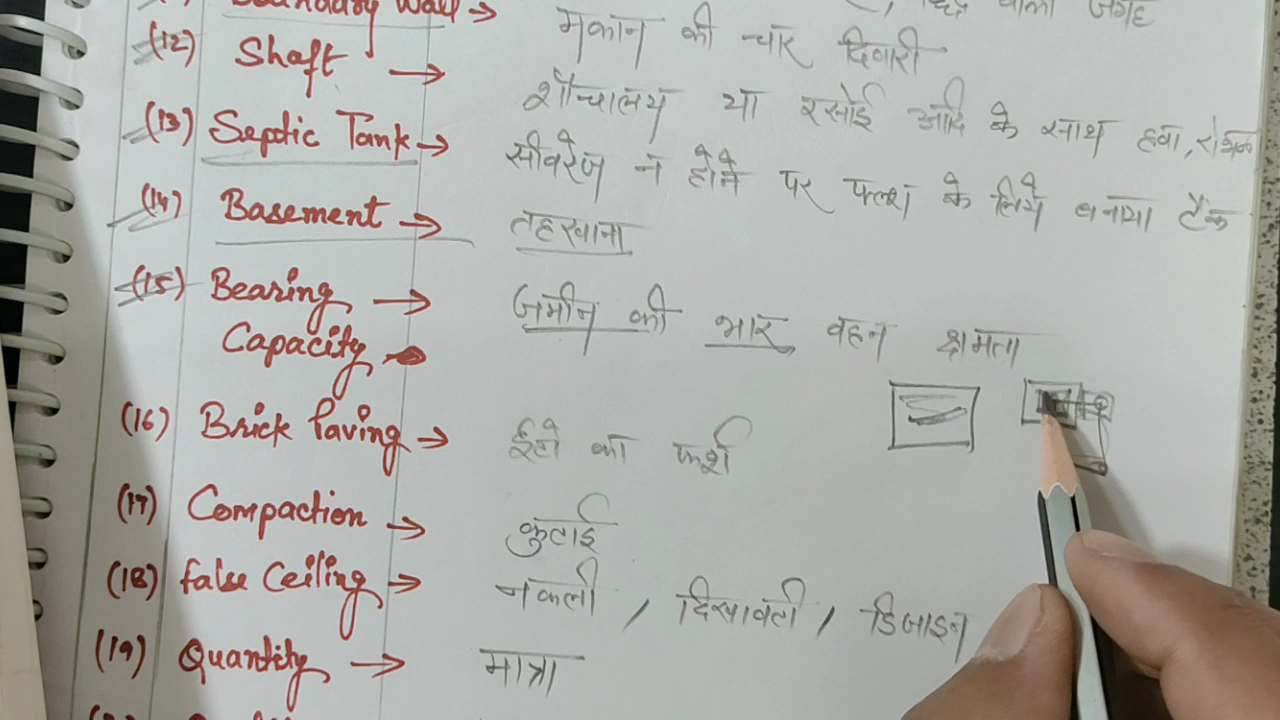 Boundary Wall → मकान की चार दिवारी
(12) Shaft → शौचालय या रसोई आदि के साथ हवा, रोशन
(13) Septic Tank → सीवरेज न होने पर फ्लश के लिये बनाया टैंक
(14) Basement → तहखाना
(15) Bearing Capacity → जमीन की भार वहन क्षमता
(16) Brick Paving → ईंटो का फर्श
(17) Compaction → कुटाई
(18) false Ceiling → नकली, दिखावटी, डिजाइन
(19) Quantity → मात्रा